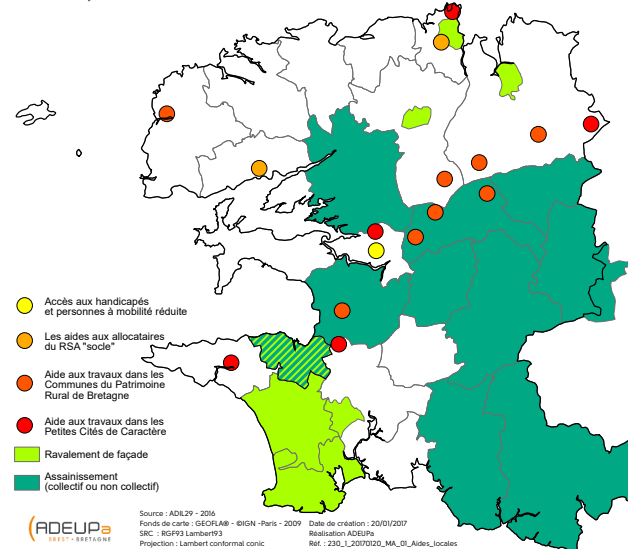 Accès aux handicapés
et personnes à mobilité réduite
Les aides aux allocataires
du RSA "socle"
Aide aux travaux dans les
Communes du Patrimoine
Rural de Bretagne
Aide aux travaux dans les
Petites Cités de Caractère
Ravalement de façade
Assainissement
(collectif ou non collectif)
ADEUPa
BREST • BRETAGNE
Source : ADIL29 - 2016
Fonds de carte : GEOFLA® - ©IGN -Paris - 2009
SRC : RGF93 Lambert93
Projection : Lambert conformal conic
Date de création : 20/01/2017
Réalisation ADEUPa
Réf. : 230_1_20170120_MA_01_Aides_locales